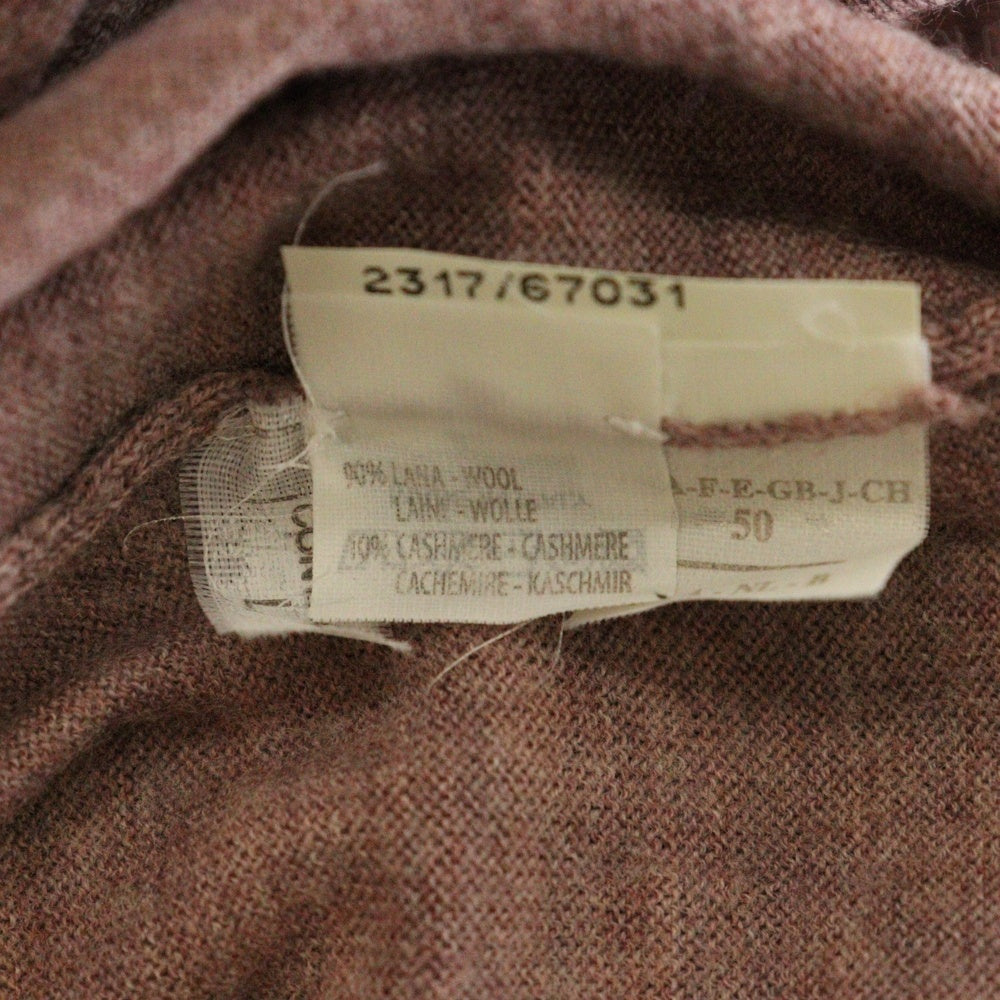 2317/67031
90% LANA - WOOL
LAINE - WOLLE
10% CASHMERE - CASHMERE
CACHEMIRE - KASCHMIR
-F-E-GB-J-CH
50